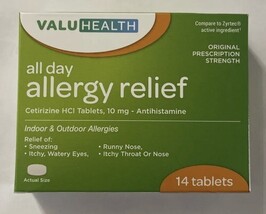 VALUHEALTH
Compare to Zyrtec®
active ingredient*
all day
allergy relief
ORIGINAL
PRESCRIPTION
STRENGTH
Cetirizine HCl Tablets, 10 mg - Antihistamine
Indoor & Outdoor Allergies
Relief of:
• Sneezing
• Runny Nose,
• Itchy, Watery Eyes,
• Itchy Throat Or Nose
Actual Size
14 tablets